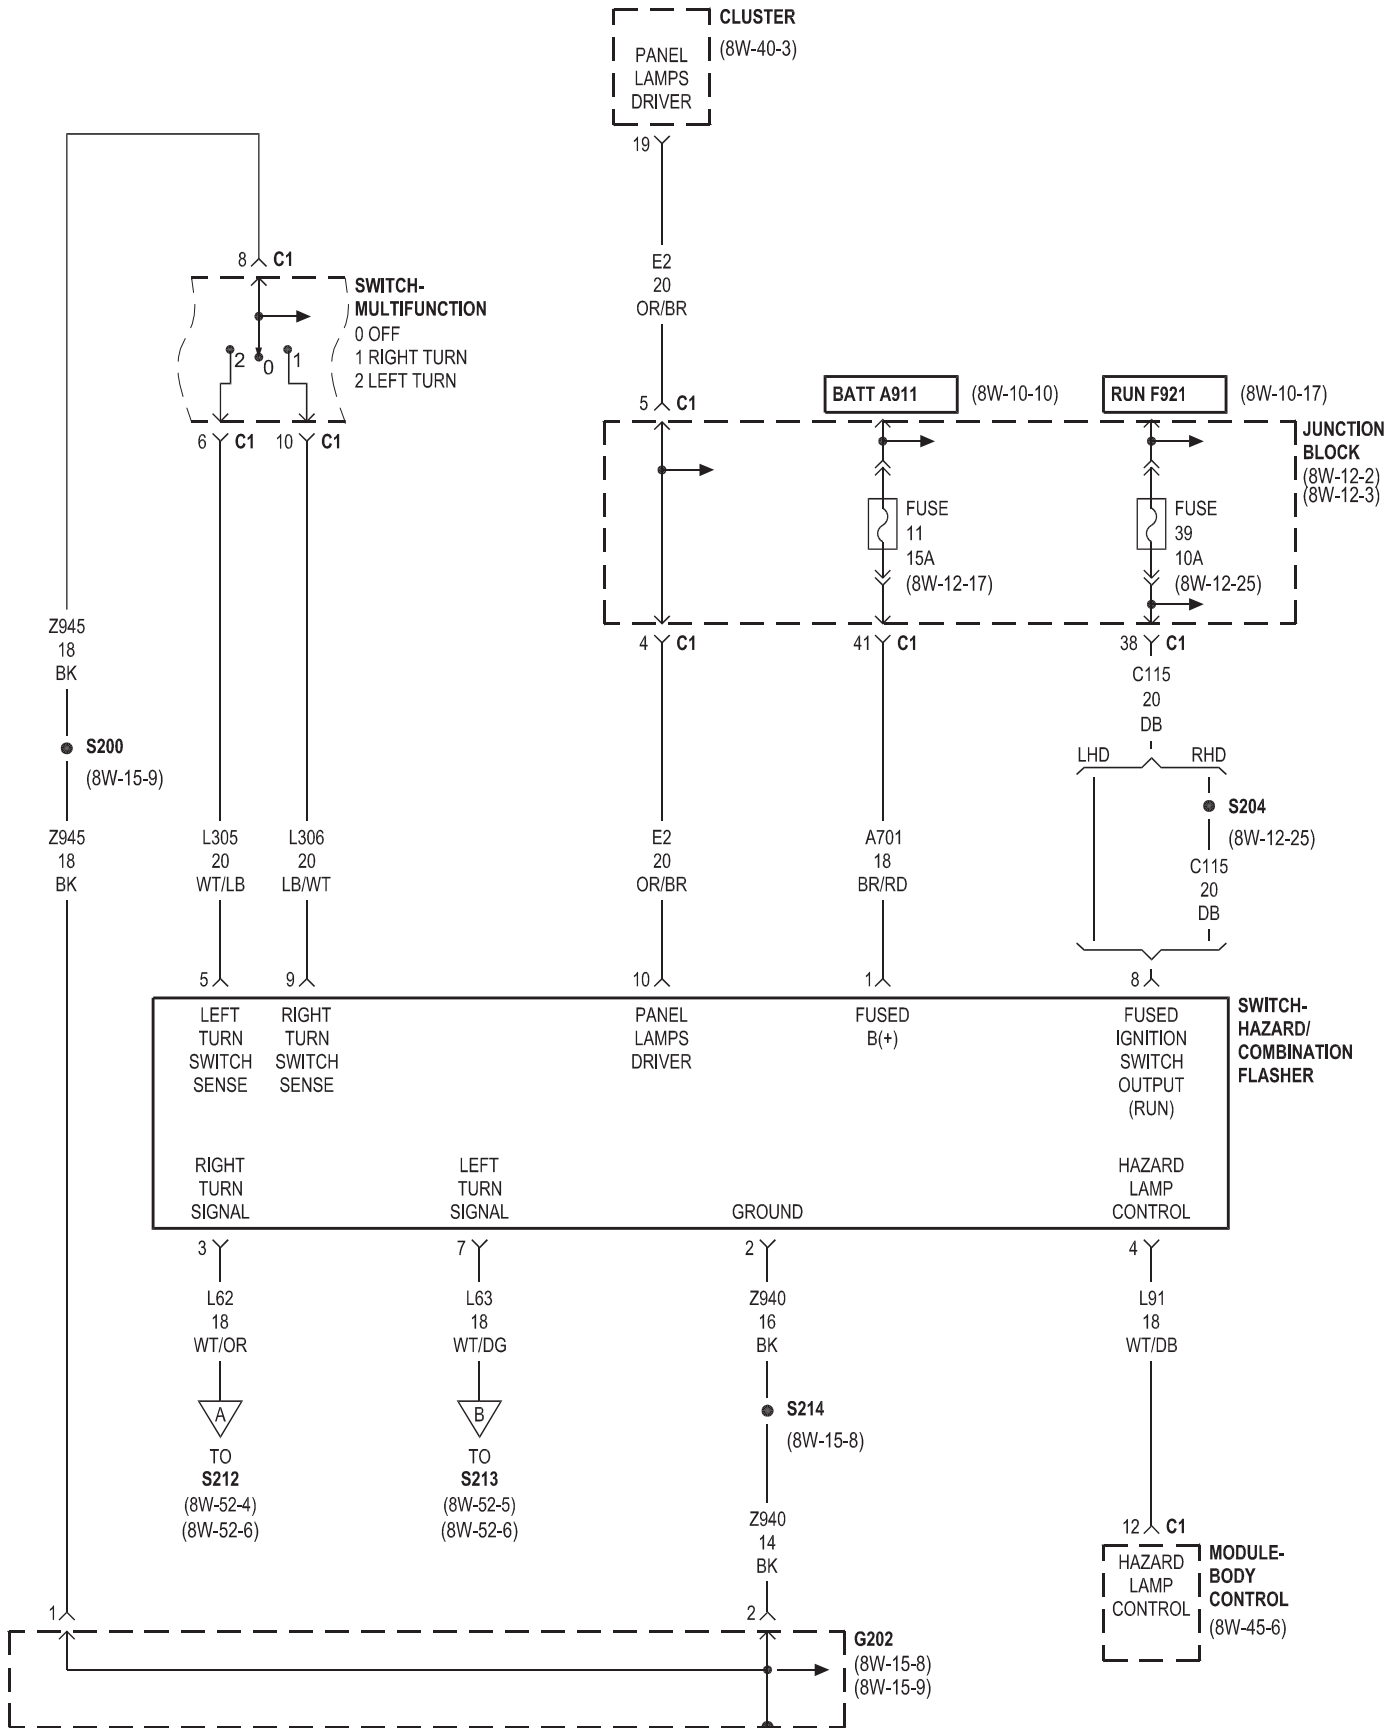 CLUSTER
(8W-40-3)
PANEL
LAMPS
DRIVER
19
8 C1
SWITCH-
MULTIFUNCTION
0 OFF
1 RIGHT TURN
2 LEFT TURN
2 0 1
6 C1 10 C1
E2
20
OR/BR
5 C1
BATT A911 (8W-10-10)
RUN F921 (8W-10-17)
JUNCTION
BLOCK
(8W-12-2)
(8W-12-3)
FUSE
11
15A
(8W-12-17)
FUSE
39
10A
(8W-12-25)
4 C1
41 C1
38 C1
Z945
18
BK
C115
20
DB
S200
(8W-15-9)
LHD RHD
S204
(8W-12-25)
Z945
18
BK
L305
20
WT/LB
L306
20
LB/WT
E2
20
OR/BR
A701
18
BR/RD
C115
20
DB
5 9 10 1 8
LEFT
TURN
SWITCH
SENSE
RIGHT
TURN
SWITCH
SENSE
PANEL
LAMPS
DRIVER
FUSED
B(+)
FUSED
IGNITION
SWITCH
OUTPUT
(RUN)
SWITCH-
HAZARD/
COMBINATION
FLASHER
RIGHT
TURN
SIGNAL
LEFT
TURN
SIGNAL
GROUND
HAZARD
LAMP
CONTROL
3 7 2 4
L62
18
WT/OR
L63
18
WT/DG
Z940
16
BK
L91
18
WT/DB
A
TO
S212
(8W-52-4)
(8W-52-6)
B
TO
S213
(8W-52-5)
(8W-52-6)
S214
(8W-15-8)
Z940
14
BK
12 C1
HAZARD
LAMP
CONTROL
MODULE-
BODY
CONTROL
(8W-45-6)
1 2
G202
(8W-15-8)
(8W-15-9)